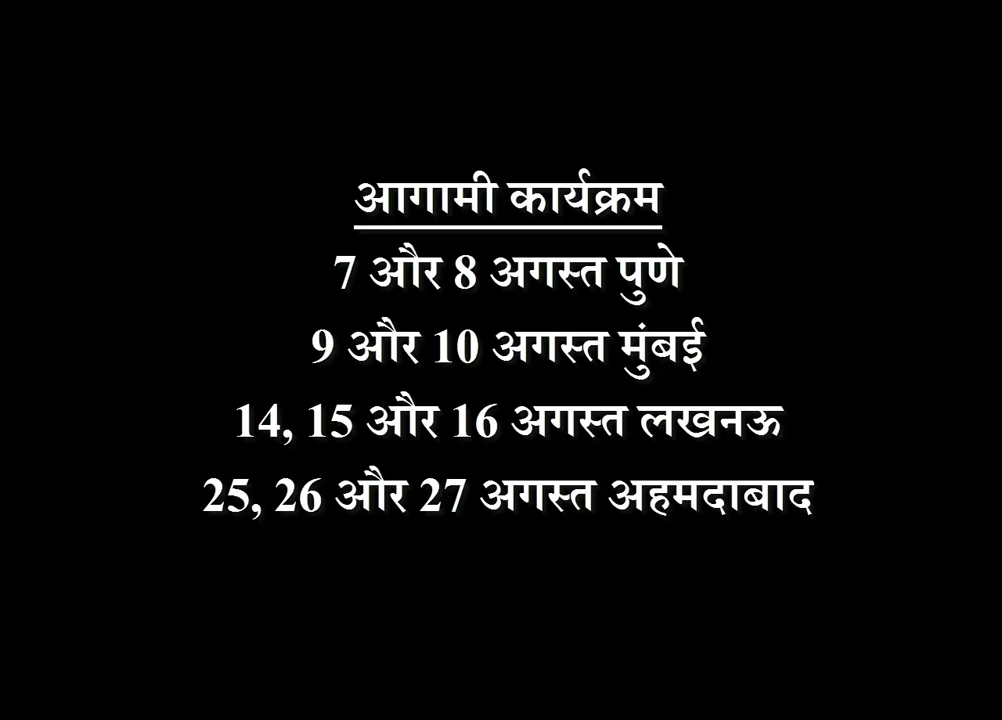 आगामी कार्यक्रम
7 और 8 अगस्त पुणे
9 और 10 अगस्त मुंबई
14, 15 और 16 अगस्त लखनऊ
25, 26 और 27 अगस्त अहमदाबाद